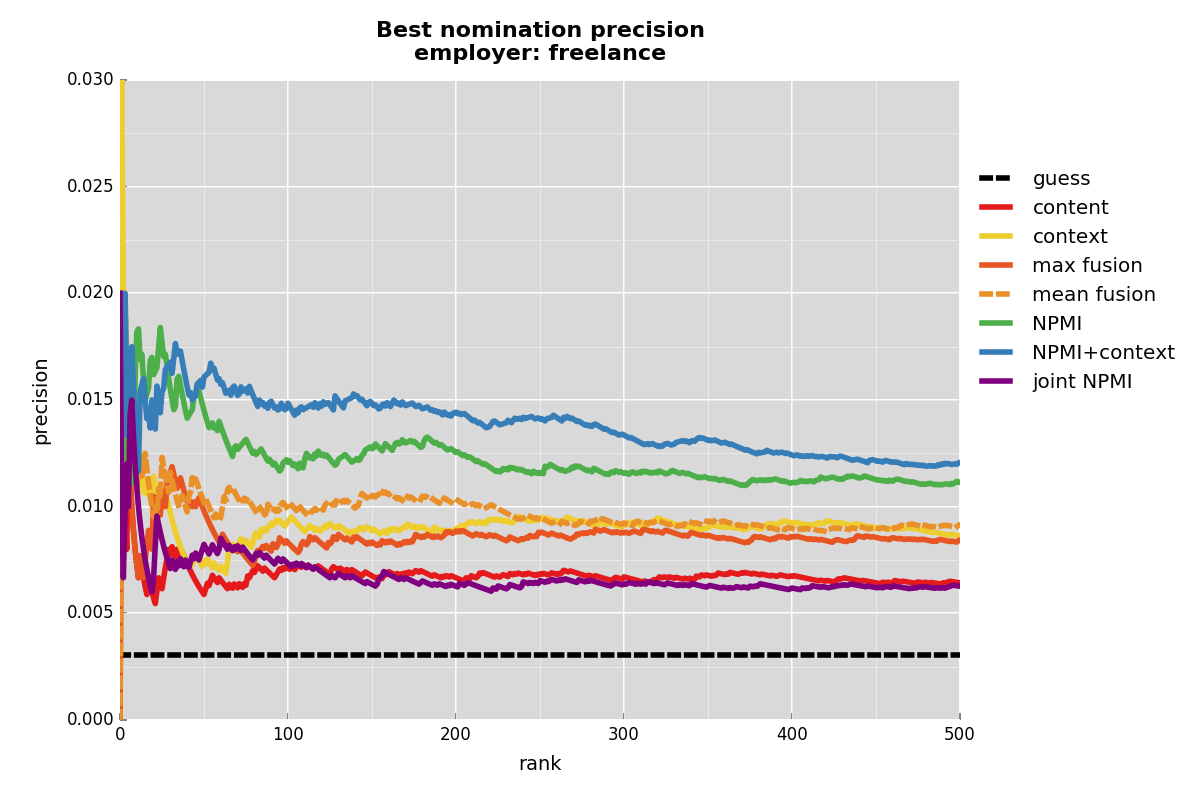 Best nomination precision
employer: freelance
0.030
0.025
0.020
0.015
0.010
0.005
0.000
precision
0
100
200
300
400
500
rank
guess
content
context
max fusion
mean fusion
NPMI
NPMI+context
joint NPMI